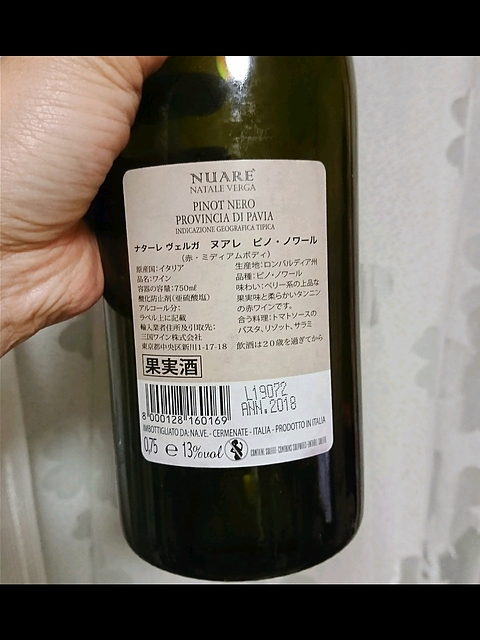 NUARE
NATALE VERGA
PINOT NERO
PROVINCIA DI PAVIA
INDICAZIONE GEOGRAFICA TIPICA
ナターレ ヴェルガ ヌアレ ピノ・ノワール
(赤・ミディアムボディ)
原産国:イタリア
品名:ワイン
容器の容量:750㎖
酸化防止剤(亜硫酸塩)
アルコール分:
ラベル上に記載
輸入業者住所及引取先:
三国ワイン株式会社
東京都中央区新川1-17-18
生産地:ロンバルディア州
品種:ピノ・ノワール
味わい:ベリー系の上品な
果実味と柔らかいタンニン
の赤ワインです。
合う料理:トマトソースの
パスタ、リゾット、サラミ
飲酒は20歳を過ぎてから
果実酒
L19072
ANN.2018
8 000128 160169
IMBOTTIGLIATO DA: NA.VE. - CERMENATE - ITALIA - PRODOTTO IN ITALIA
0,75 e 13%vol